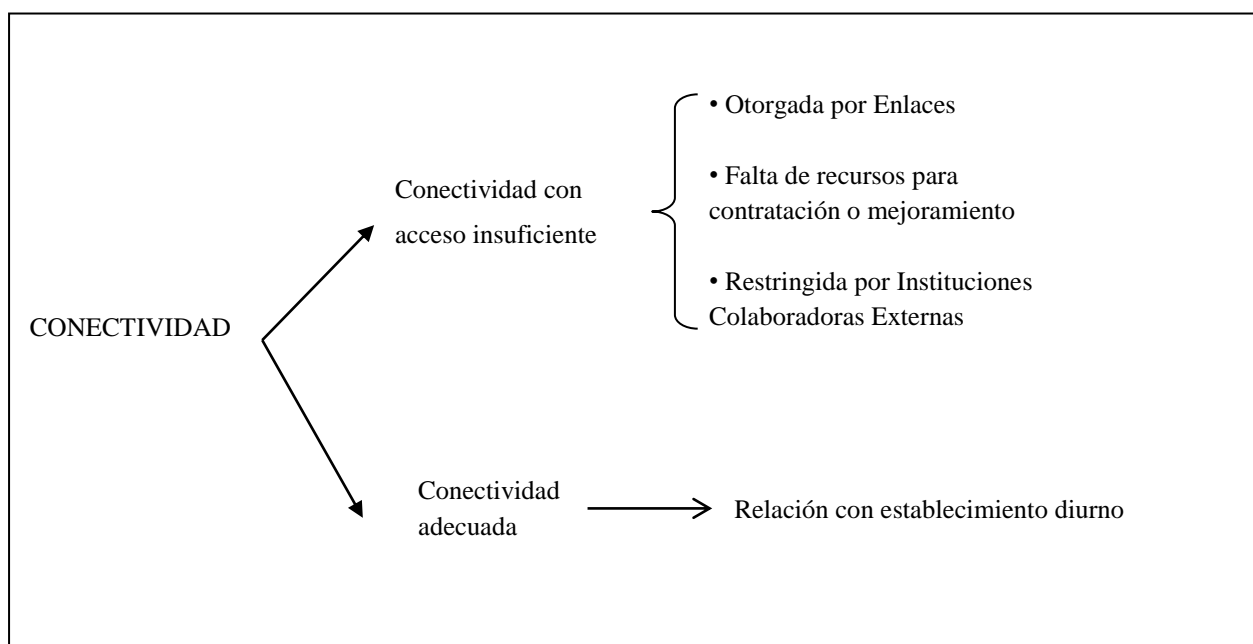 CONECTIVIDAD
Conectividad con
acceso insuficiente
• Otorgada por Enlaces
• Falta de recursos para
contratación o mejoramiento
• Restringida por Instituciones
Colaboradoras Externas
Conectividad
adecuada
Relación con establecimiento diurno